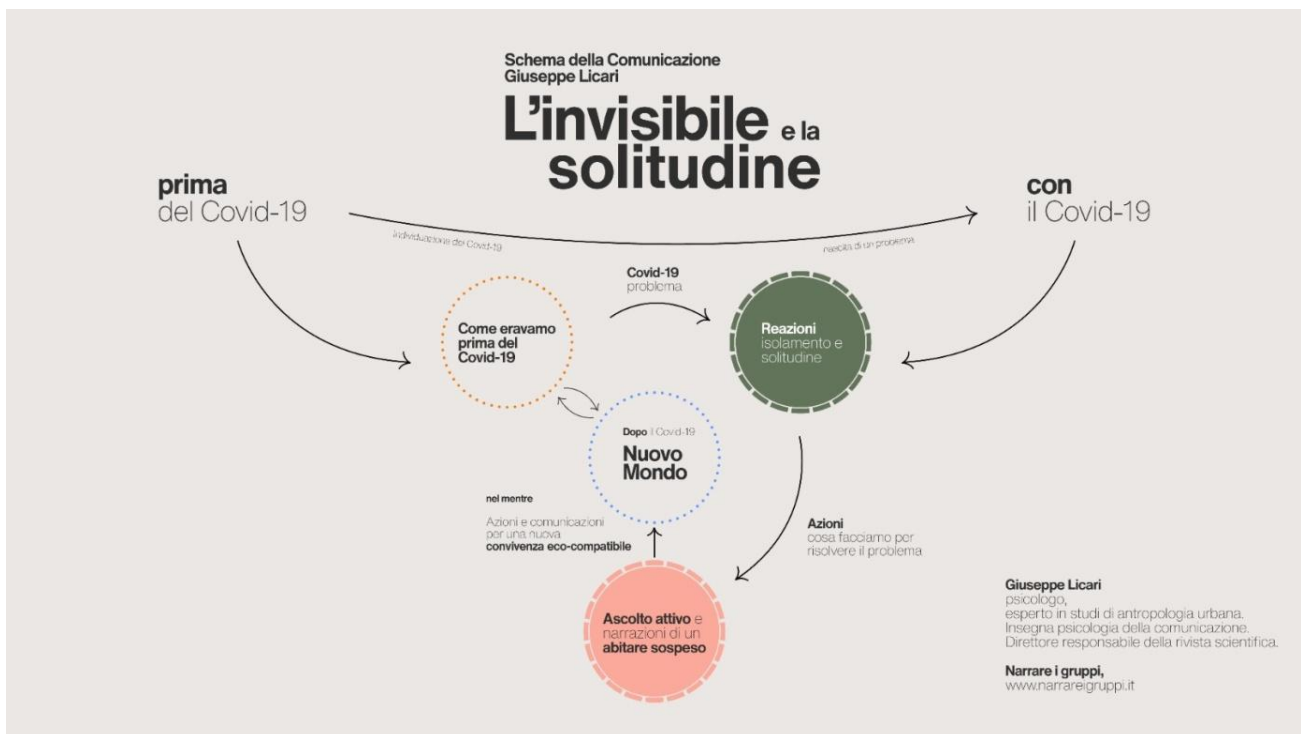 Schema della Comunicazione
Giuseppe Licari
L'invisibile e la
solitudine
prima
del Covid-19
con
il Covid-19
Individuazione del Covid-19
nascita di un problema
Covid-19
problema
Come eravamo
prima del
Covid-19
Reazioni
isolamento e
solitudine
Dopo il Covid-19
Nuovo
Mondo
nel mentre
Azioni e comunicazioni
per una nuova
convivenza eco-compatibile
Azioni
cosa facciamo per
risolvere il problema
Ascolto attivo e
narrazioni di un
abitare sospeso
Giuseppe Licari
psicologo,
esperto in studi di antropologia urbana.
Insegna psicologia della comunicazione.
Direttore responsabile della rivista scientifica.
Narrare i gruppi,
www.narrareigruppi.it